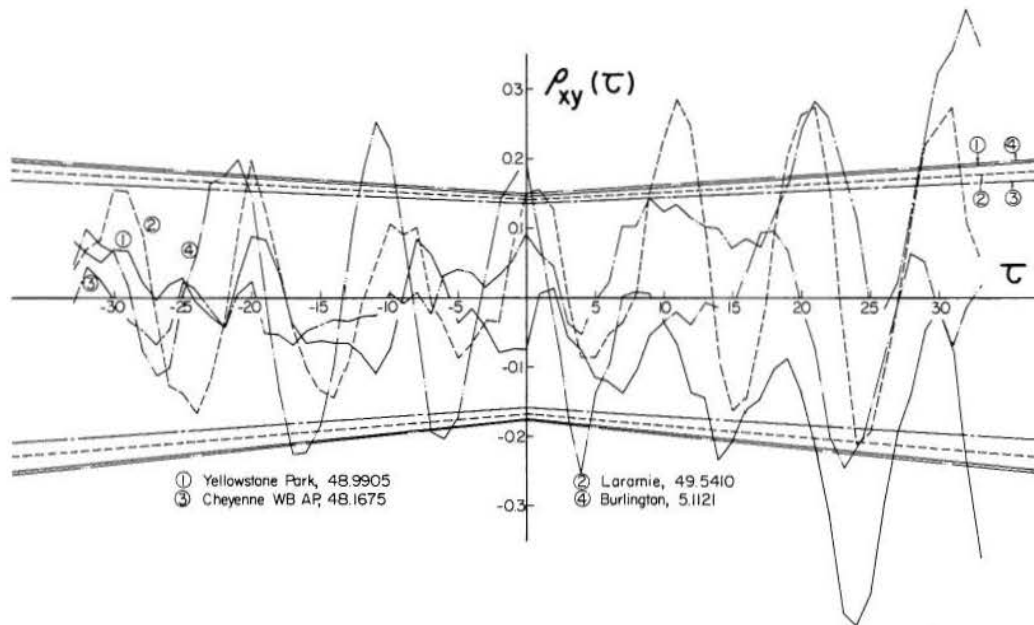 0.3
ρxy (τ)
① ④
0.2
② ③
② 0.1
① ④ τ
③
-30 -25 -20 -15 -10 -5 5 10 15 20 25 30
-0.1
-0.2
① Yellowstone Park, 48.9905 ② Laramie, 49.5410
③ Cheyenne WB AP, 48.1675 ④ Burlington, 5.1121
-0.3